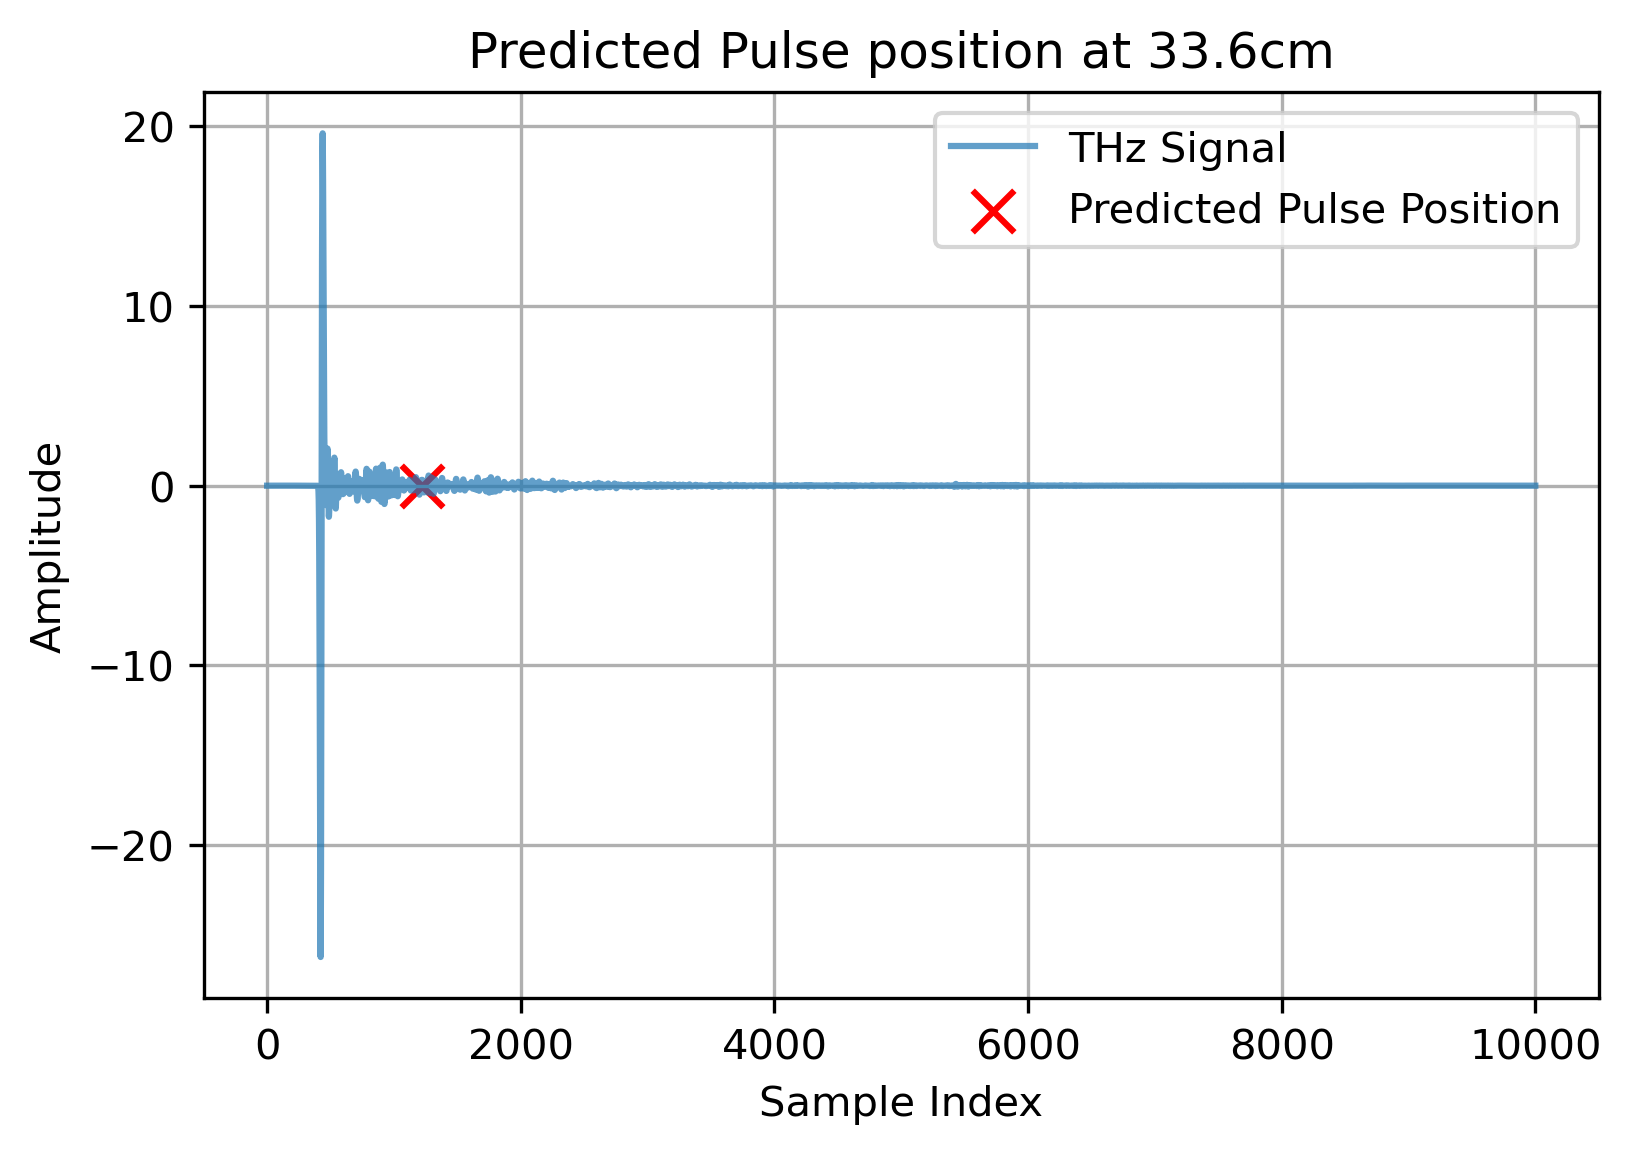 Predicted Pulse position at 33.6cm
THz Signal
Predicted Pulse Position
20
10
0
−10
−20
Amplitude
0 2000 4000 6000 8000 10000
Sample Index